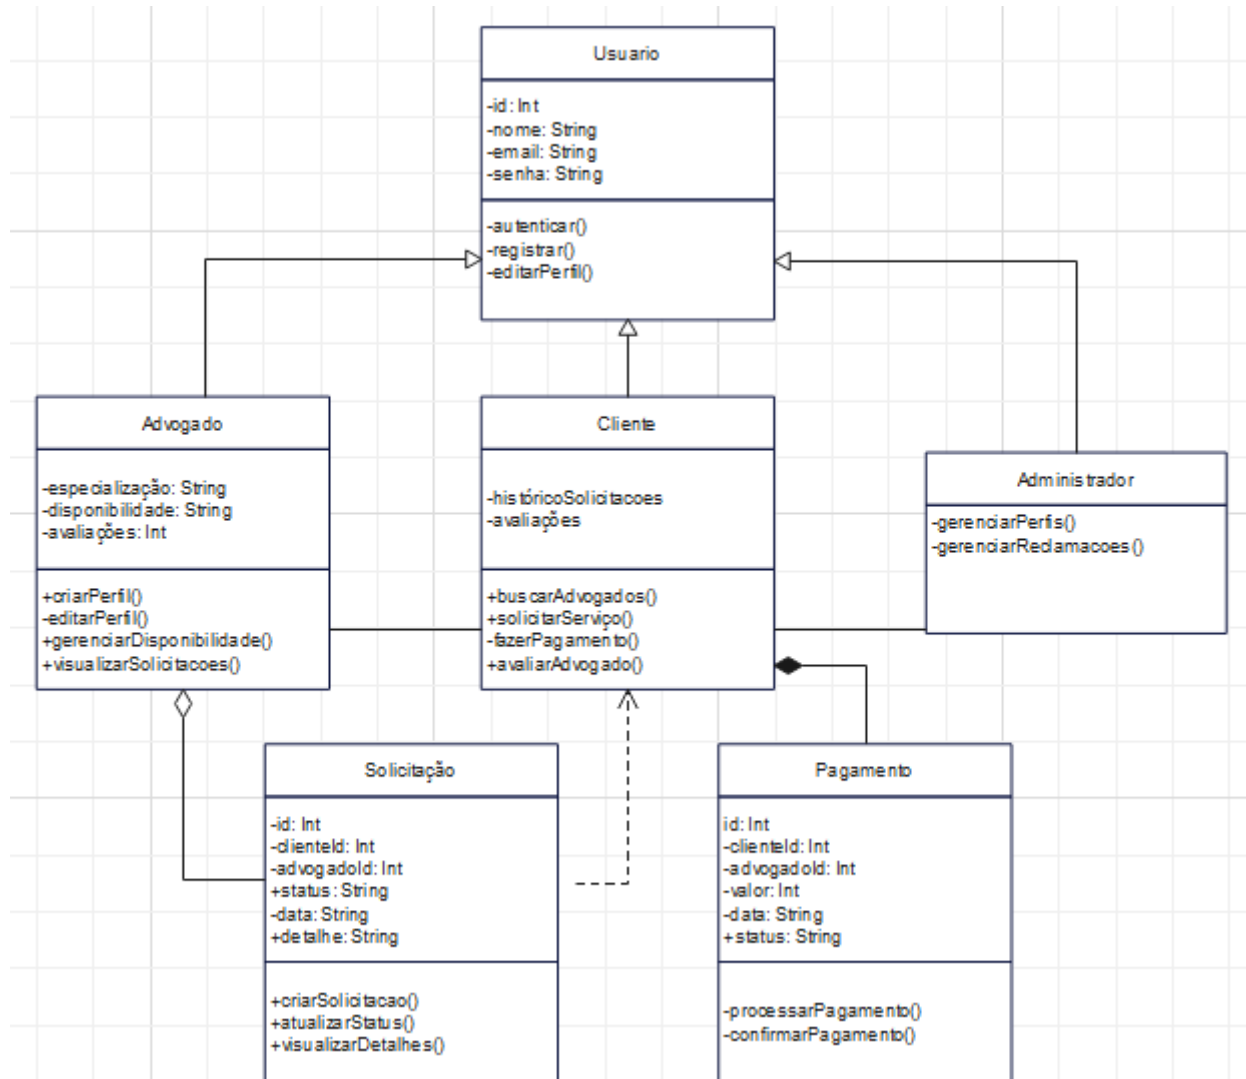 Usuario
-id: Int
-nome: String
-email: String
-senha: String
-autenticar()
-registrar()
-editarPerfil()
Advogado
-especialização: String
-disponibilidade: String
-avaliações: Int
+criarPerfil()
-editarPerfil()
+gerenciarDisponibilidade()
+visualizarSolicitacoes()
Cliente
-históricoSolicitacoes
-avaliações
+buscarAdvogados()
+solicitarServiço()
-fazerPagamento()
+avaliarAdvogado()
Administrador
-gerenciarPerfis()
-gerenciarReclamacoes()
Solicitação
-id: Int
-clienteId: Int
-advogadoId: Int
+status: String
-data: String
+detalhe: String
+criarSolicitacao()
+atualizarStatus()
+visualizarDetalhes()
Pagamento
id: Int
-clienteId: Int
-advogadoId: Int
-valor: Int
-data: String
+status: String
-processarPagamento()
-confirmarPagamento()